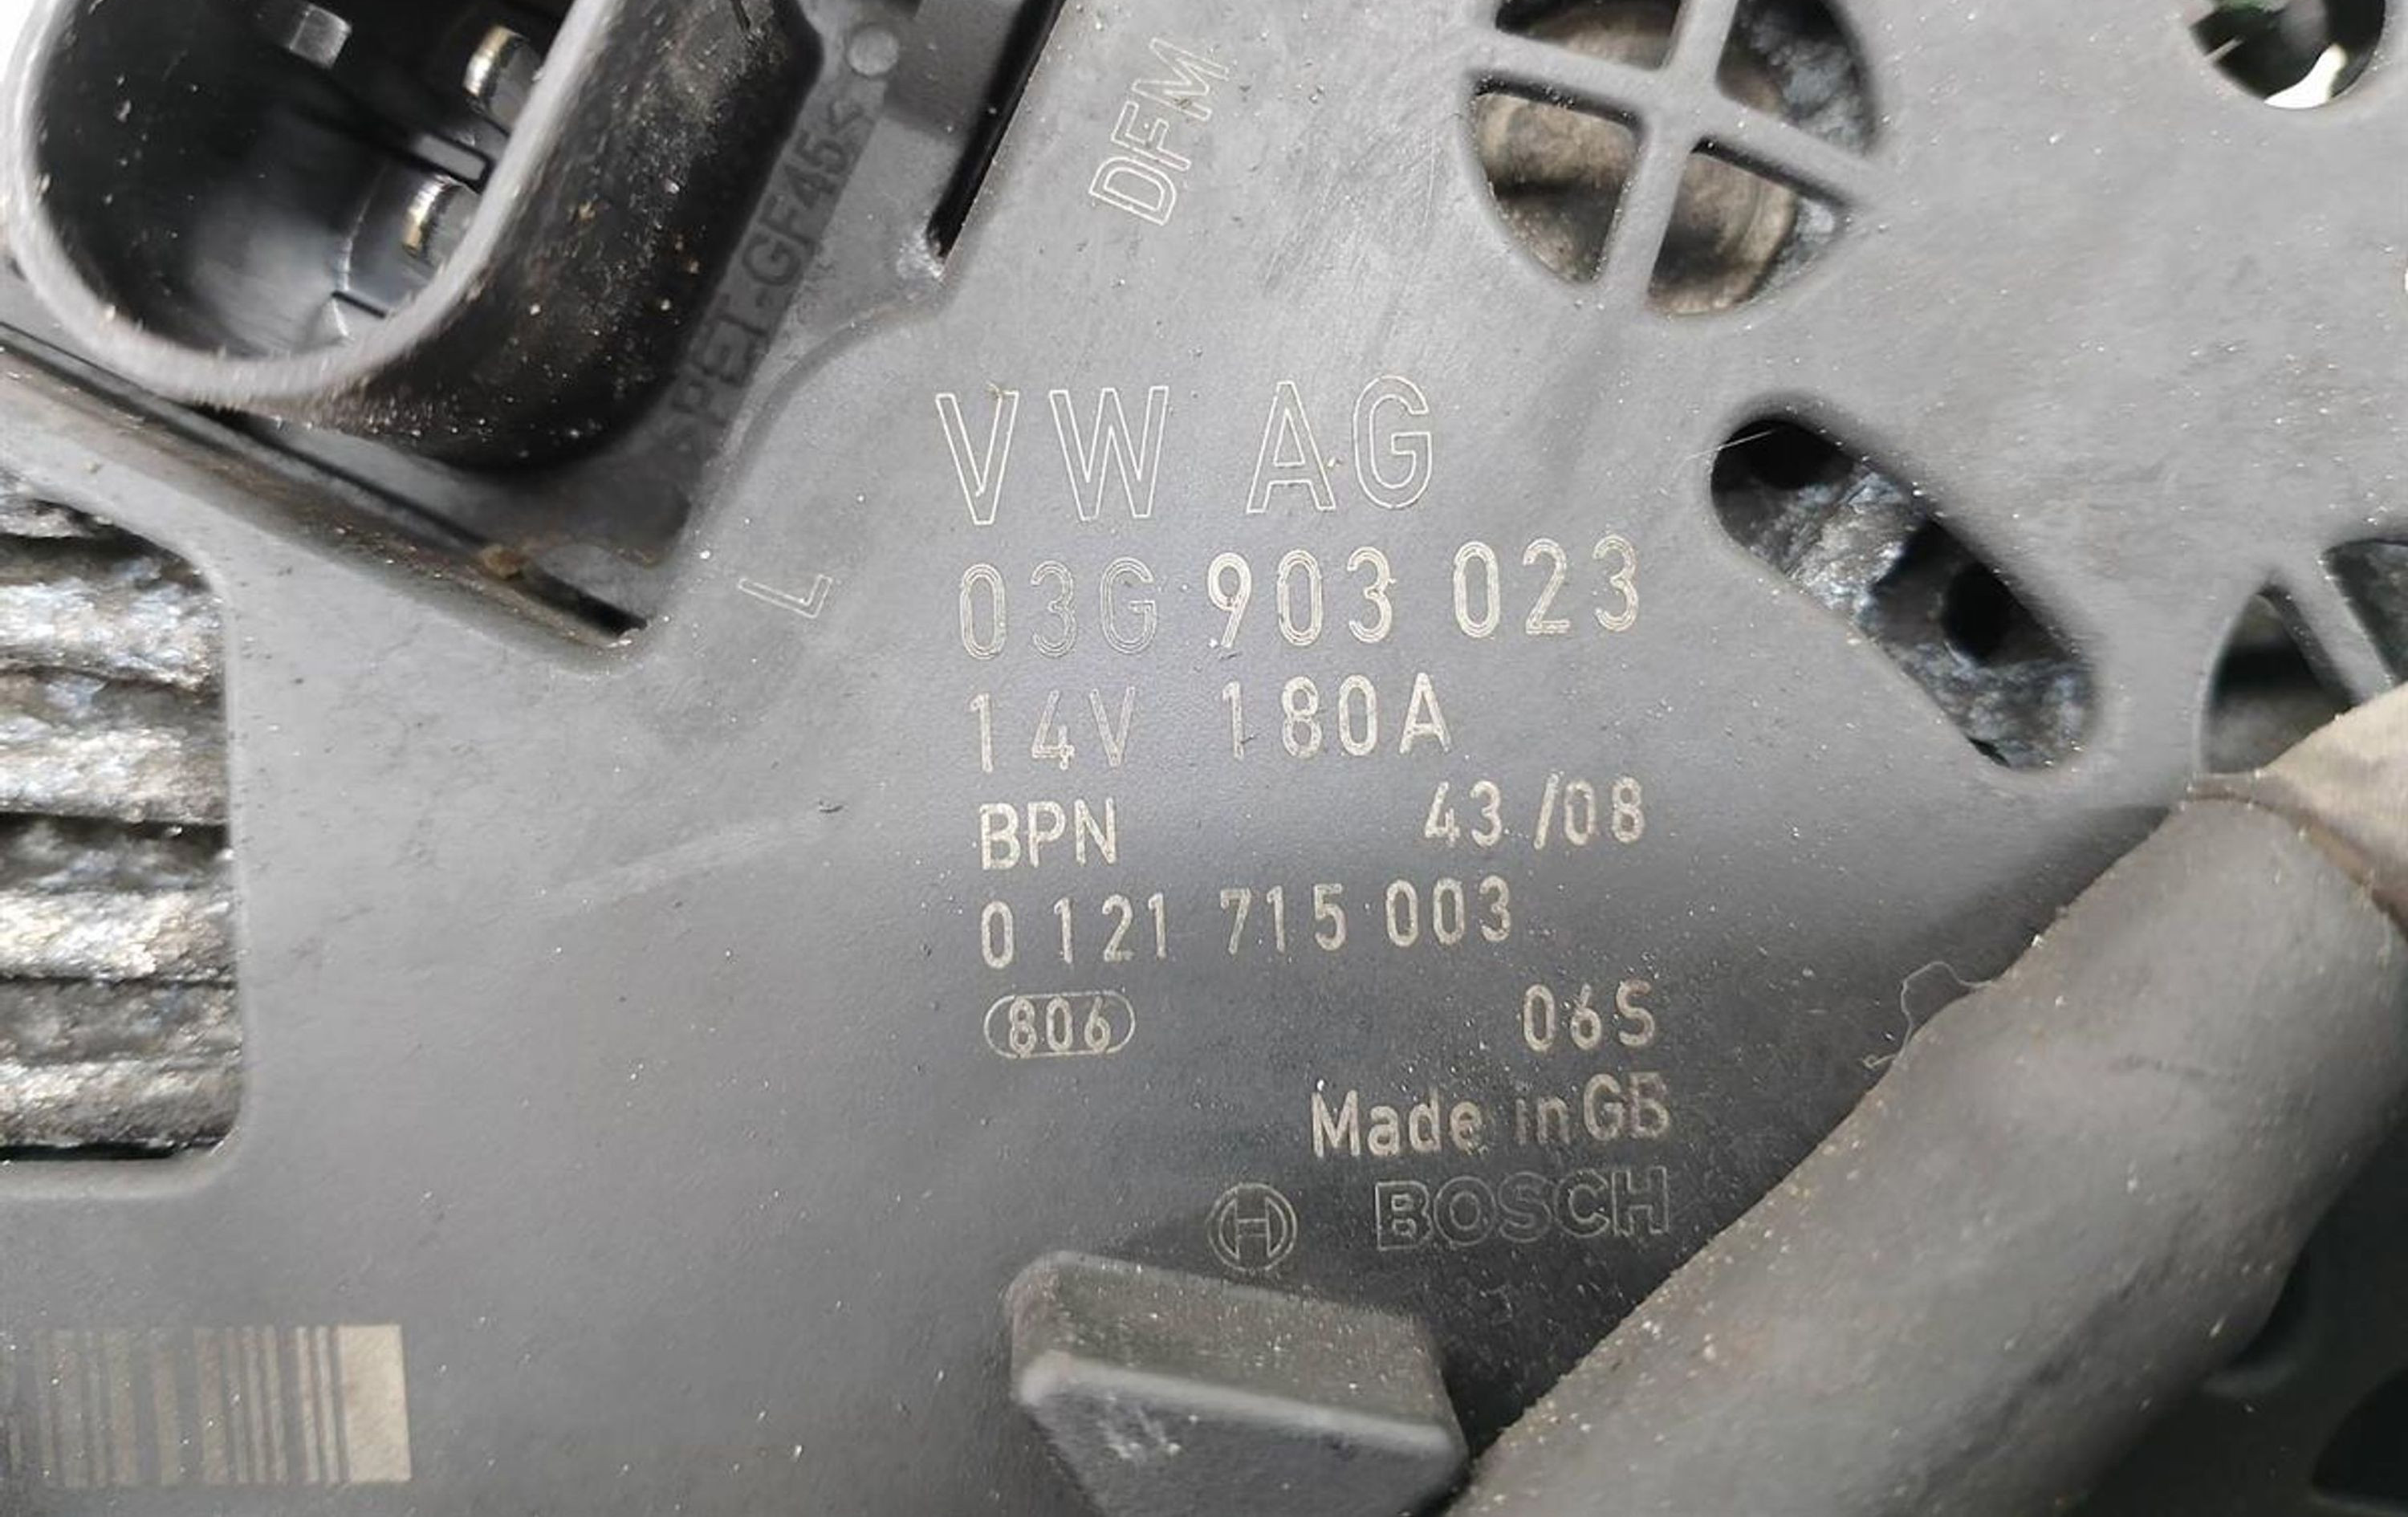 DFM
GF45<
VW AG
03G 903 023
L
14V 180A
BPN 43/08
0 121 715 003
806 06S
Made in GB
BOSCH